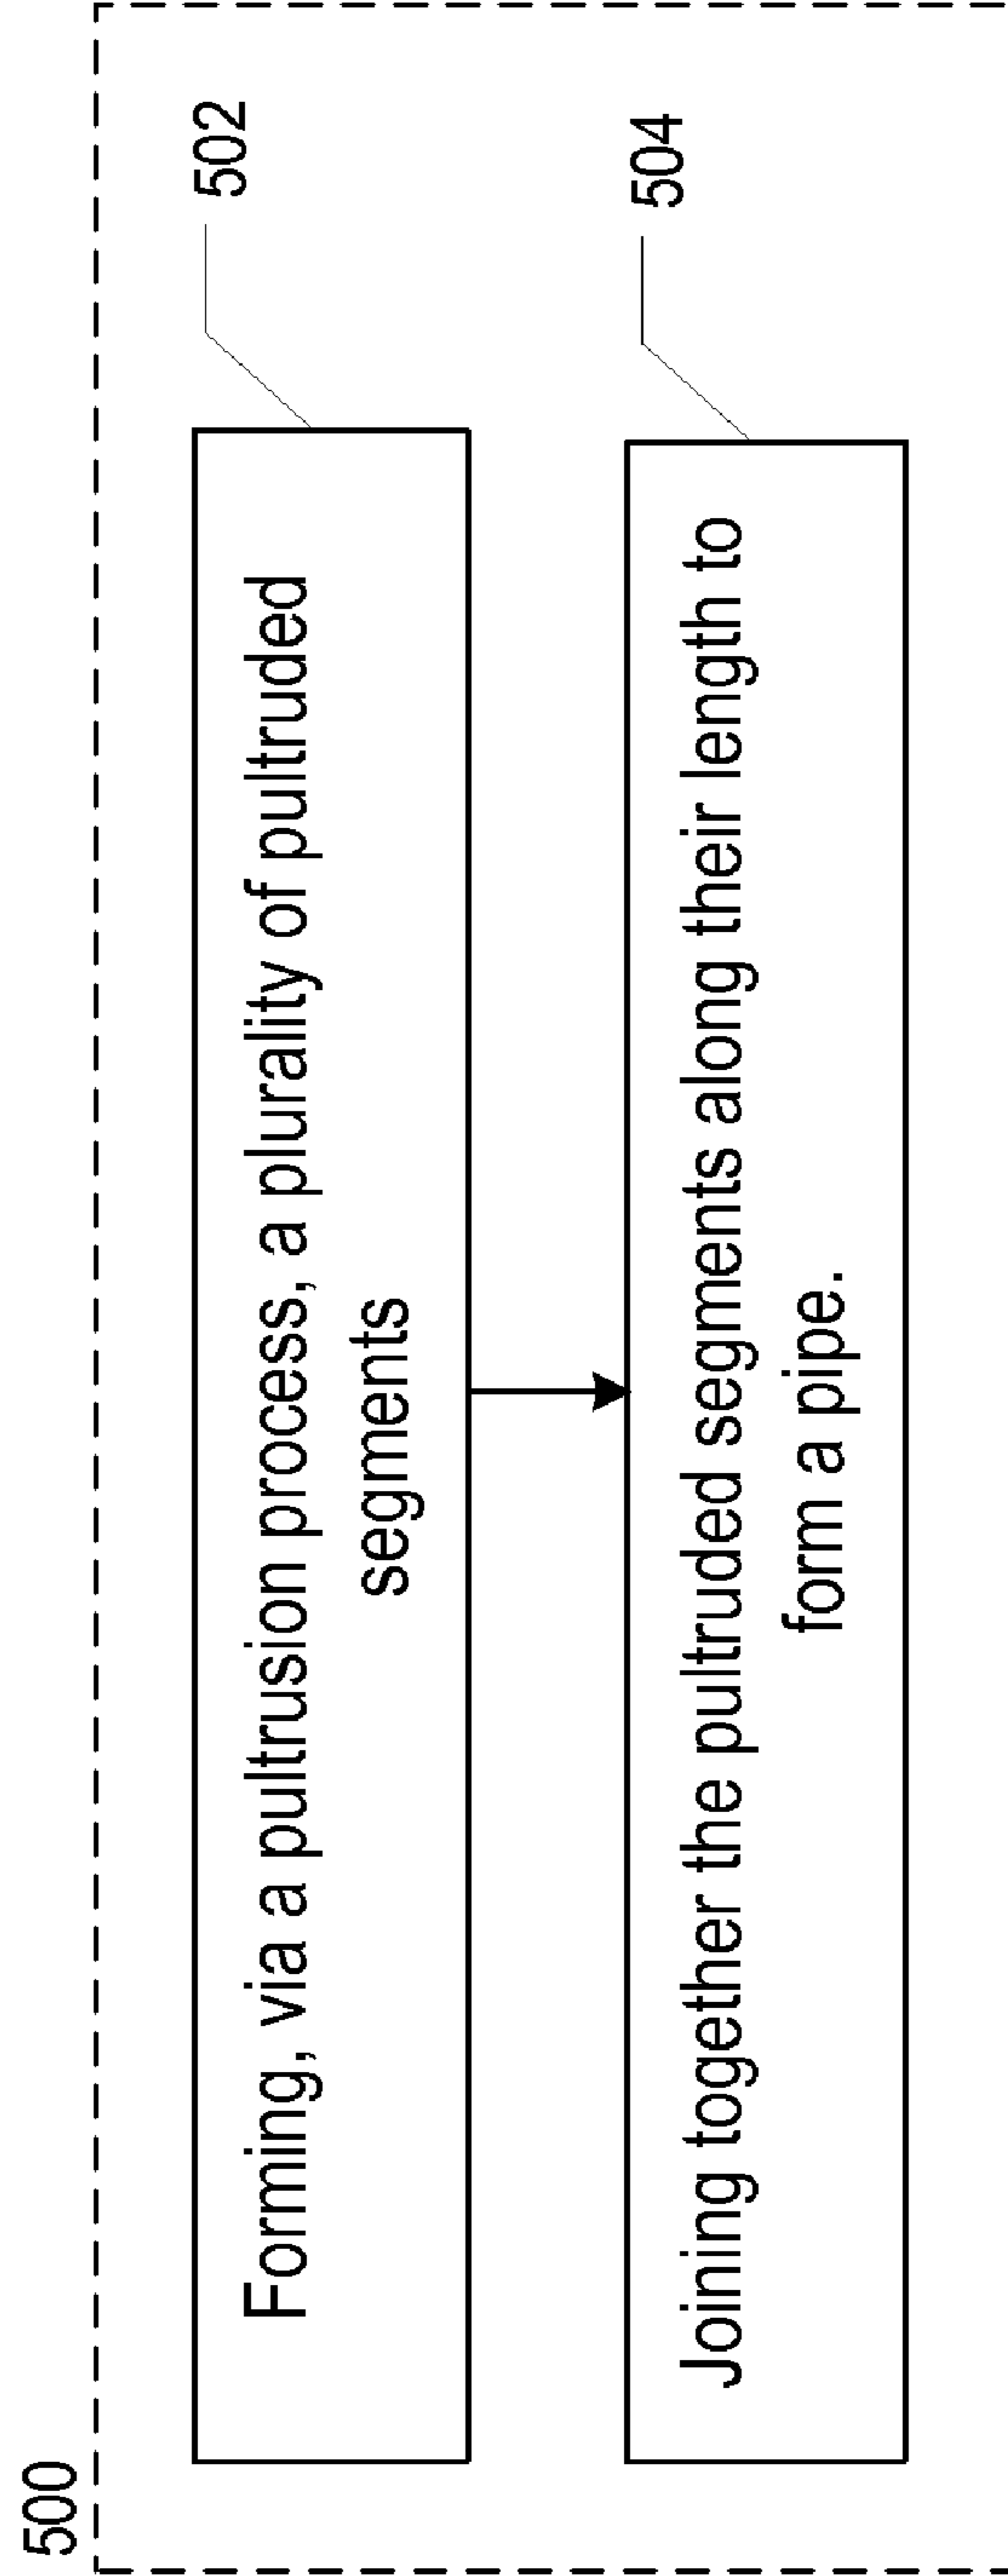 500
Forming, via a pultrusion process, a plurality of pultruded
segments
502
Joining together the pultruded segments along their length to
form a pipe.
504